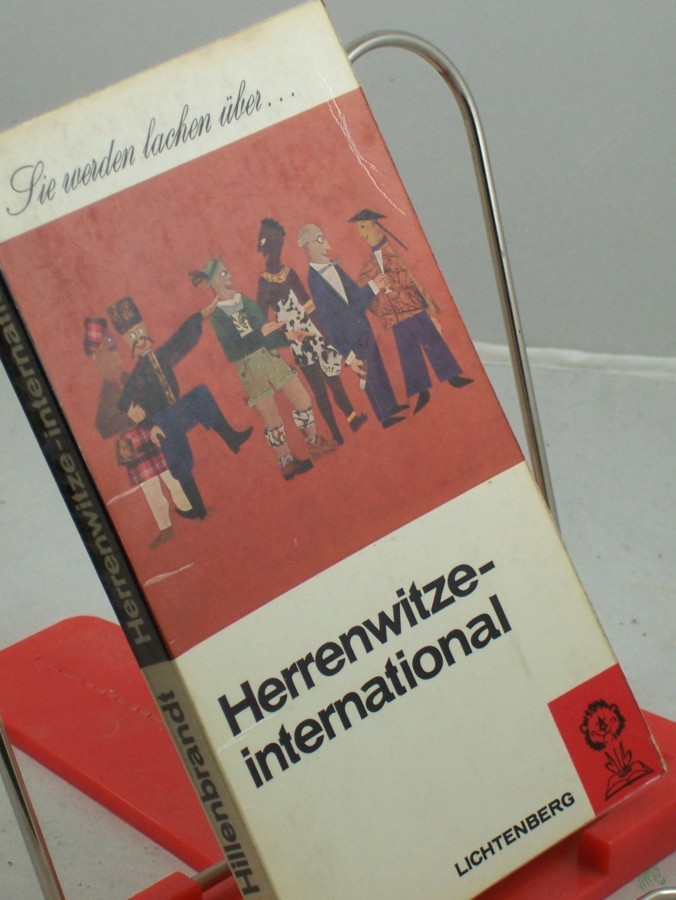 Sie werden lachen über...
Herrenwitze-
international
LICHTENBERG
Hillenbrandt
Herrenwitze-international